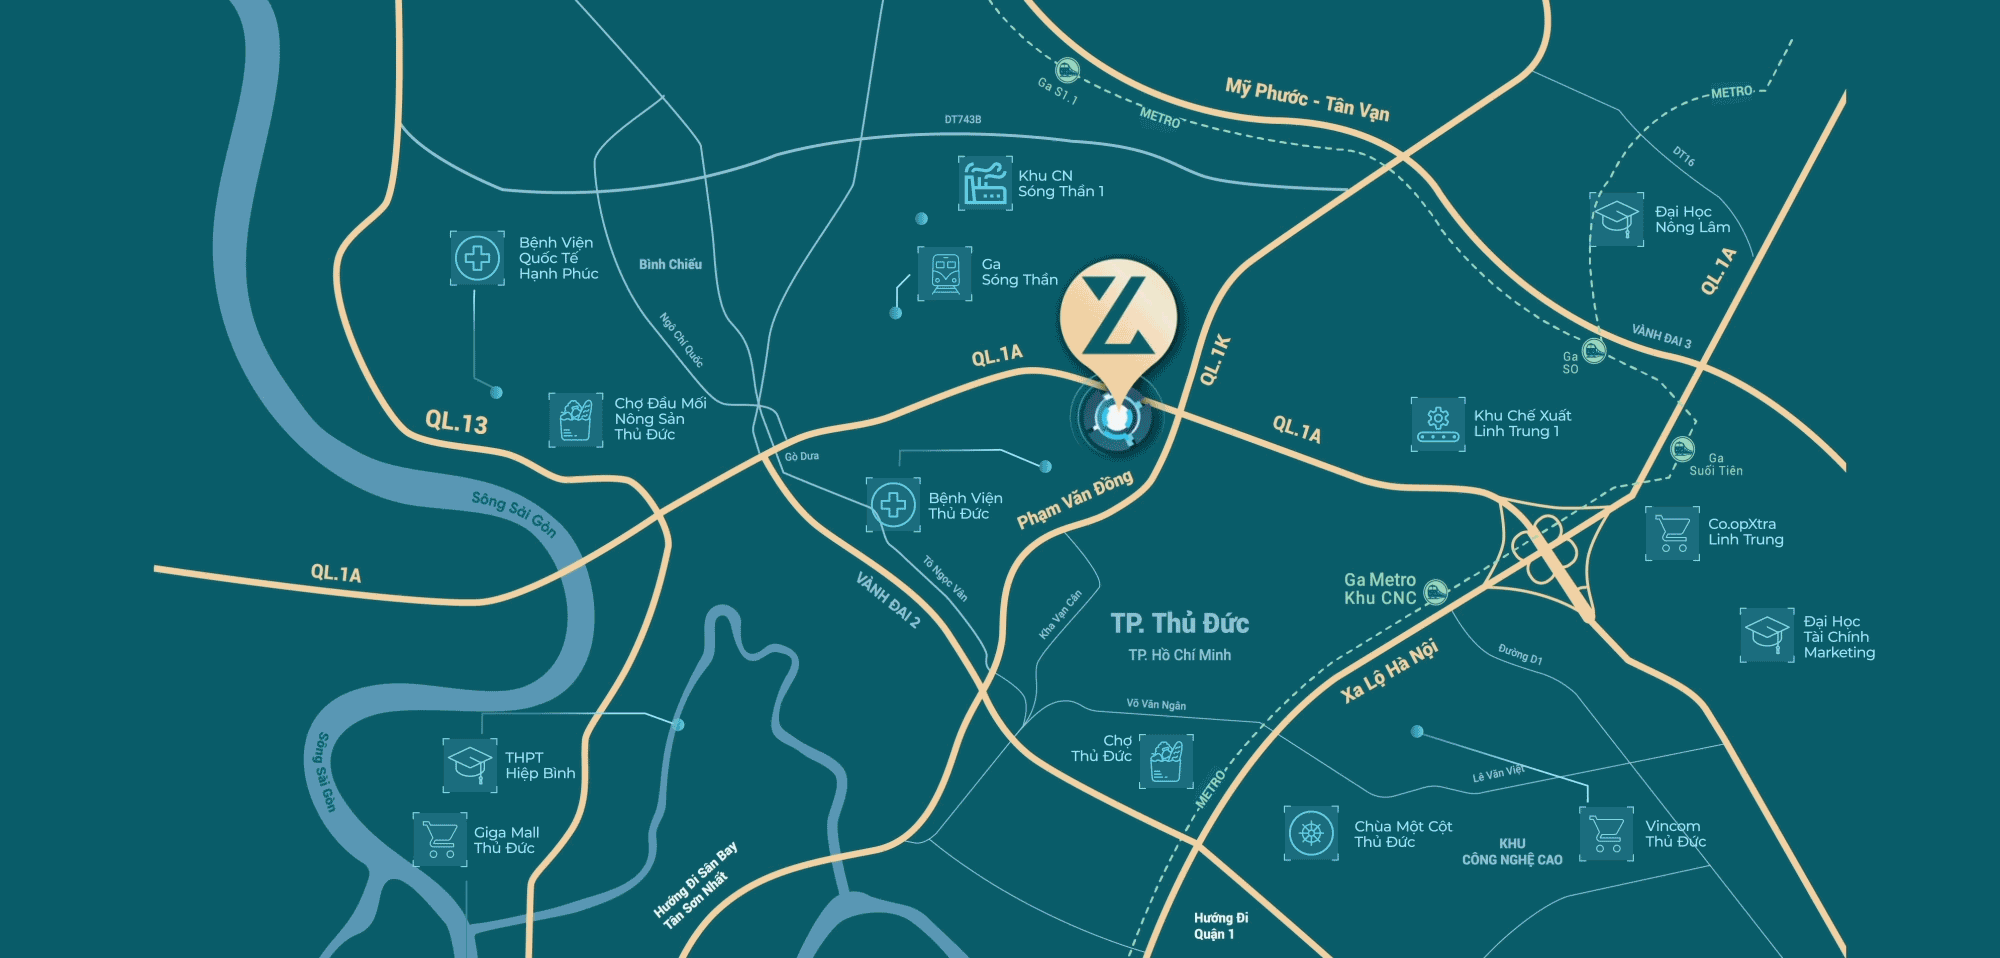 Ga S1.1
METRO
Mỹ Phước - Tân Vạn
METRO
DT743B
DT16
Khu CN
Sóng Thần 1
Đại Học
Nông Lâm
Bệnh Viện
Quốc Tế
Hạnh Phúc
Bình Chiểu
Ga
Sóng Thần
QL.1A
Ngô Chí Quốc
QL.1A
QL.1K
VÀNH ĐAI 3
Ga
SO
Chợ Đầu Mối
Nông Sản
Thủ Đức
QL.13
QL.1A
Khu Chế Xuất
Linh Trung 1
Gò Dưa
Ga
Suối Tiên
Sông Sài Gòn
Bệnh Viện
Thủ Đức
Phạm Văn Đồng
Co.opXtra
Linh Trung
QL.1A
Tô Ngọc Vân
VÀNH ĐAI 2
Kha Vạn Cân
Ga Metro
Khu CNC
TP. Thủ Đức
TP. Hồ Chí Minh
Đại Học
Tài Chính
Marketing
Xa Lộ Hà Nội
Đường D1
Võ Văn Ngân
Sông Sài Gòn
THPT
Hiệp Bình
Chợ
Thủ Đức
METRO
Lê Văn Việt
Giga Mall
Thủ Đức
Chùa Một Cột
Thủ Đức
KHU
CÔNG NGHỆ CAO
Vincom
Thủ Đức
Hướng Đi Sân Bay
Tân Sơn Nhất
Hướng Đi
Quận 1